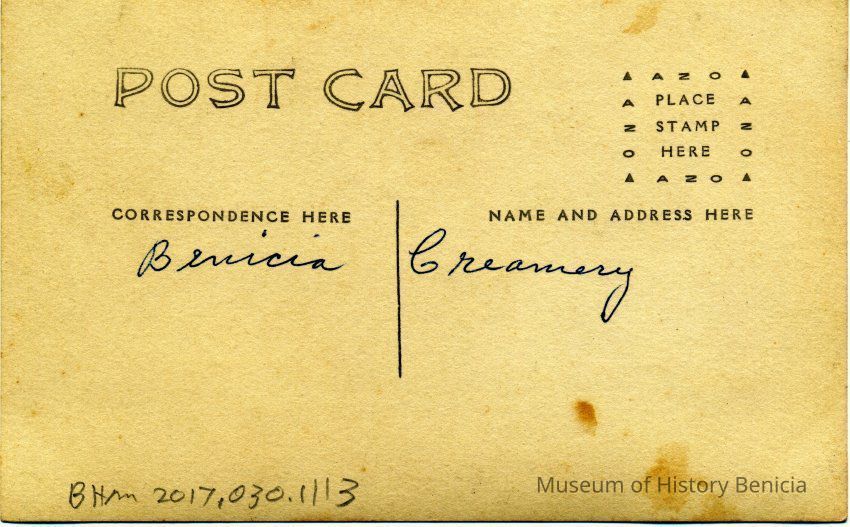 POST CARD
▲ AZO ▲
A PLACE A
Z STAMP Z
O HERE O
▲ AZO ▲
CORRESPONDENCE HERE
NAME AND ADDRESS HERE
Benicia Creamery
BHM 2017.030.1113
Museum of History Benicia